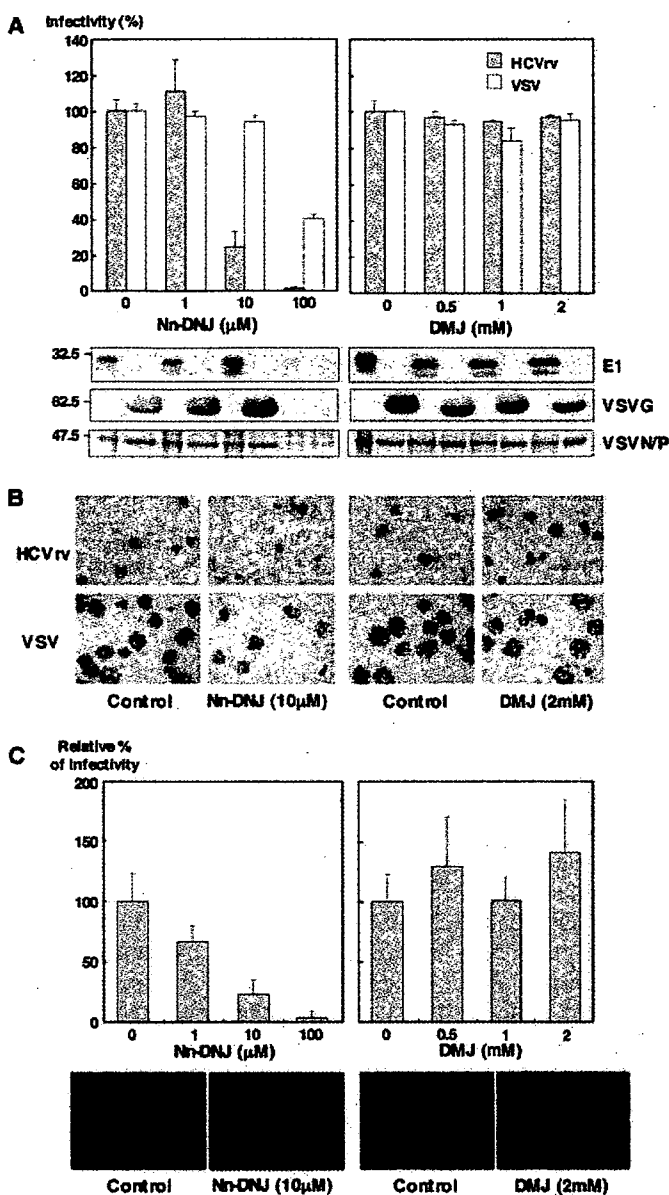 A Infectivity (%)
140
120
100
80
60
40
20
0
HCVrv
VSV
0 1 10 100
Nn-DNJ (μM)
0 0.5 1 2
DMJ (mM)
32.5
E1
62.5
VSVG
47.5
VSVN/P
B
HCVrv
VSV
Control Nn-DNJ (10μM) Control DMJ (2mM)
C Relative %
of Infectivity
200
150
100
50
0
0 1 10 100
Nn-DNJ (μM)
0 0.5 1 2
DMJ (mM)
Control Nn-DNJ (10μM) Control DMJ (2mM)